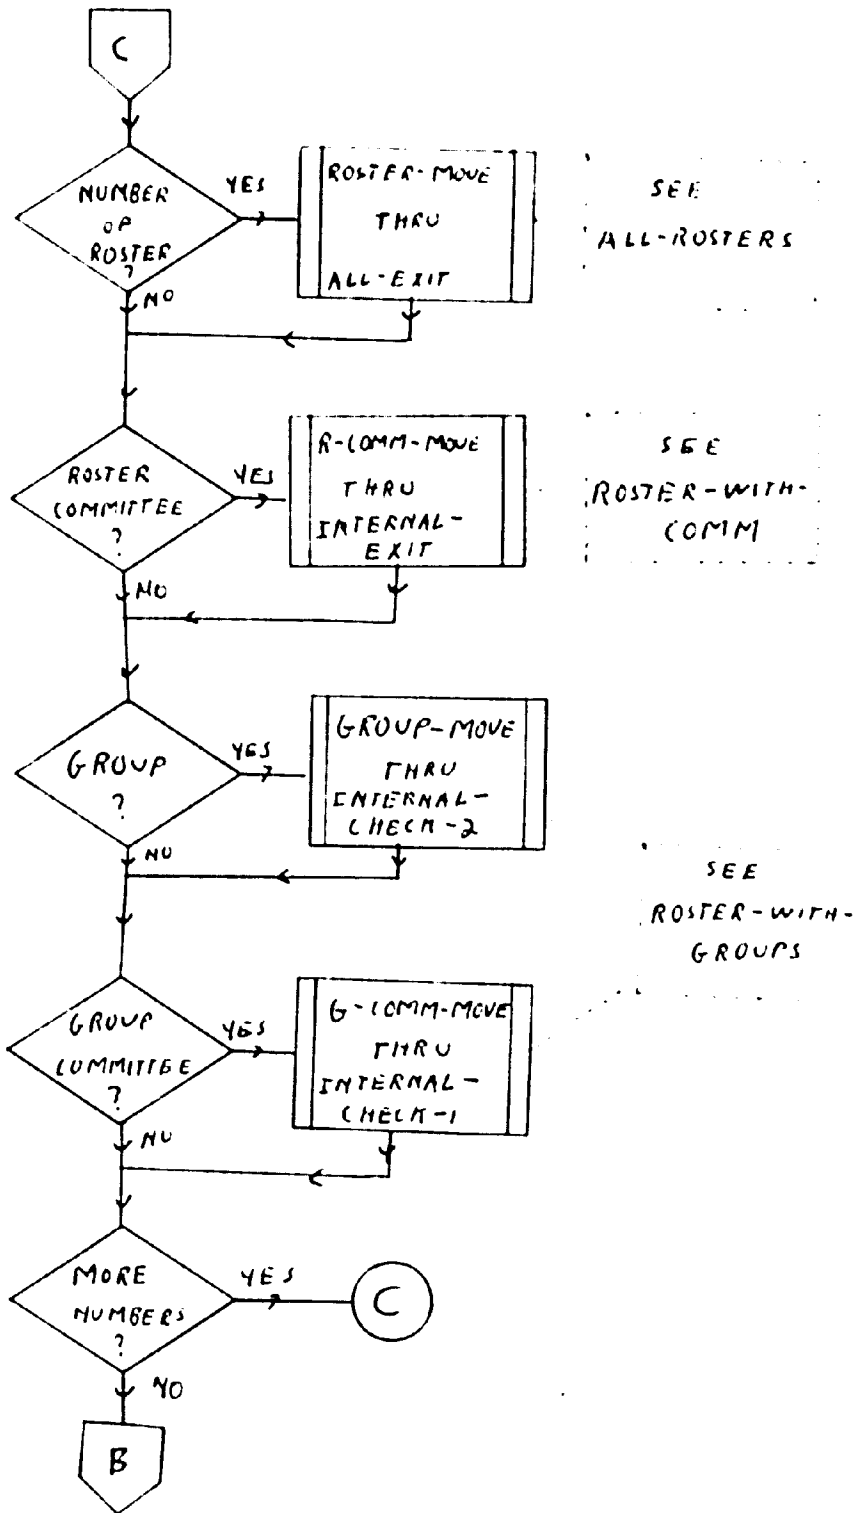 C
NUMBER
OF
ROSTER
?
YES
NO
ROSTER-MOVE
THRU
ALL-EXIT
SEE
ALL-ROSTERS
ROSTER
COMMITTEE
?
YES
NO
R-COMM-MOVE
THRU
INTERNAL-
EXIT
SEE
ROSTER-WITH-
COMM
GROUP
?
YES
NO
GROUP-MOVE
THRU
INTERNAL-
CHECK-2
SEE
ROSTER-WITH-
GROUPS
GROUP
COMMITTEE
?
YES
NO
G-COMM-MOVE
THRU
INTERNAL-
CHECK-1
MORE
NUMBERS
?
YES
C
NO
B